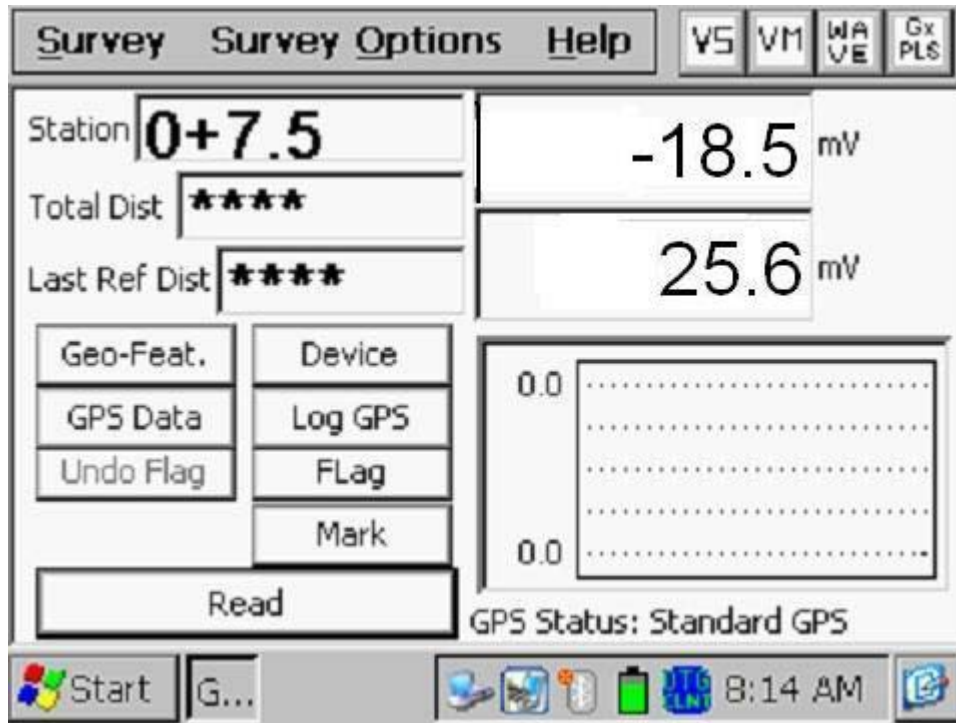 Survey Survey Options Help VS VM WAVE Gx PLS
Station 0+7.5
-18.5 mV
Total Dist ****
25.6 mV
Last Ref Dist ****
Geo-Feat. Device
GPS Data Log GPS
Undo Flag FLag
Mark
Read
0.0
0.0
GPS Status: Standard GPS
Start G... 8:14 AM